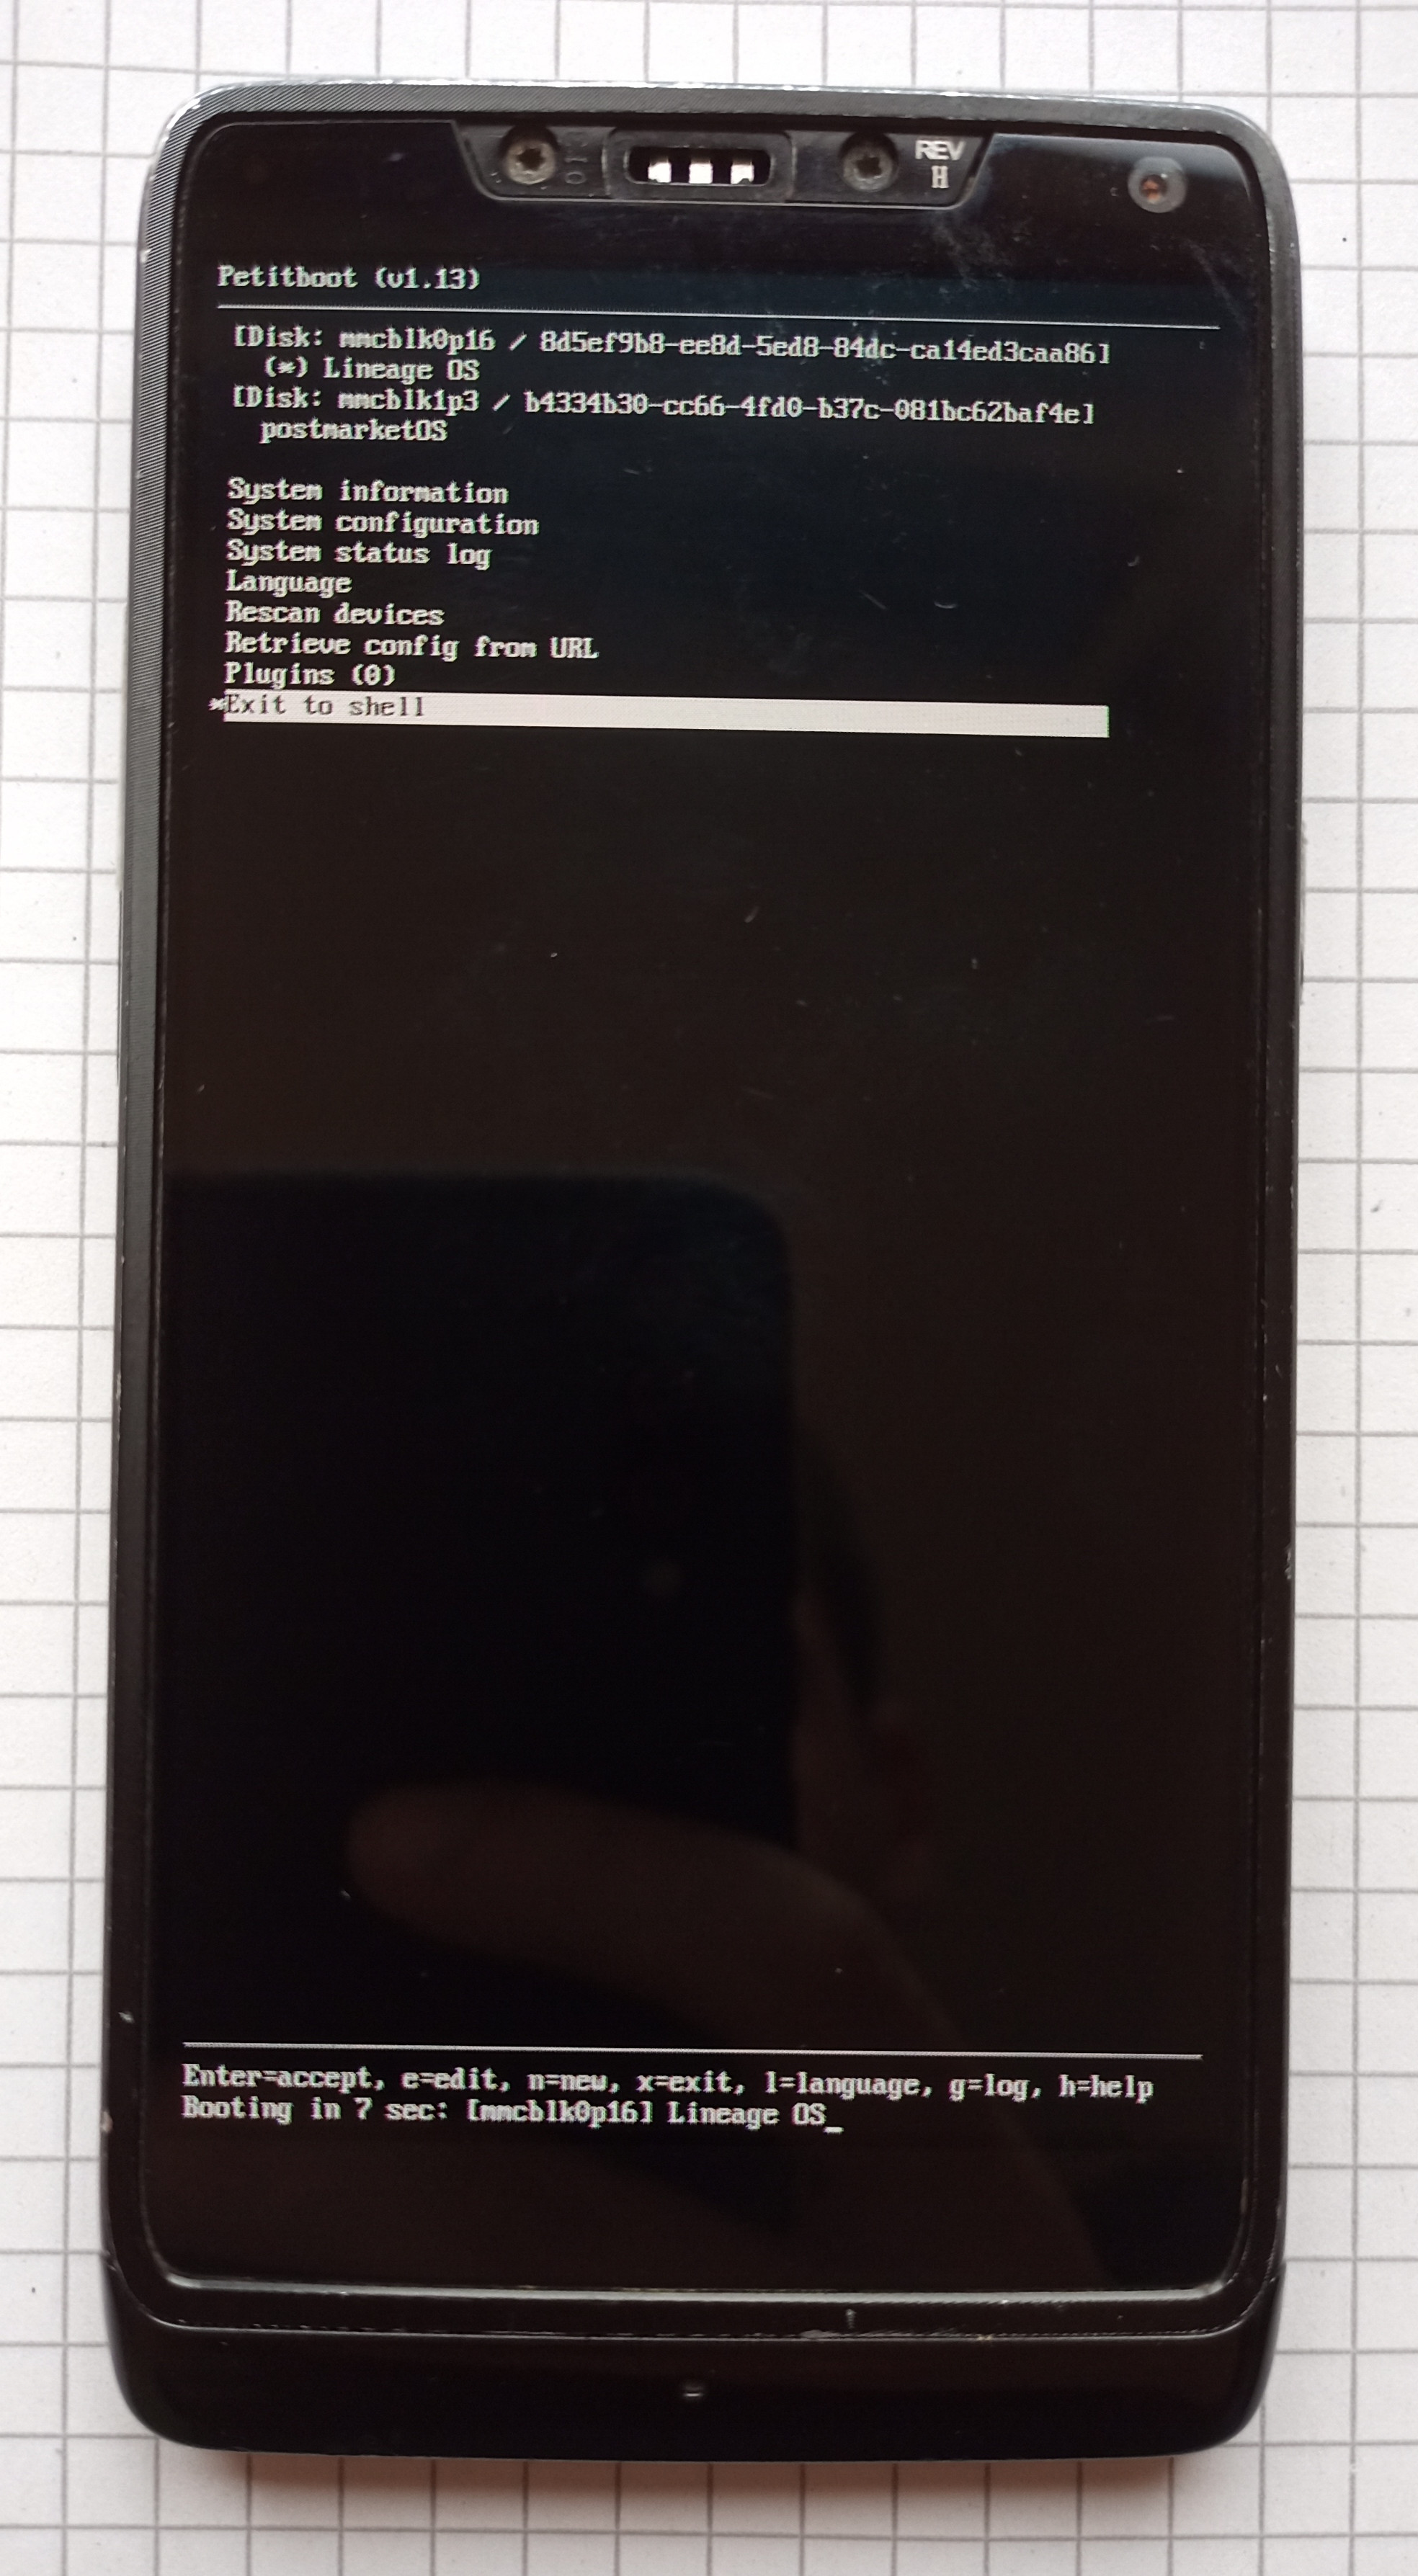 REV
H
Petitboot (v1.13)
[Disk: mmcblk0p16 / 8d5ef9b8-ee8d-5ed8-84dc-ca14ed3caa86]
(*) Lineage OS
[Disk: mmcblk1p3 / b4334b30-cc66-4fd0-b37c-081bc62baf4e]
postmarketOS
System information
System configuration
System status log
Language
Rescan devices
Retrieve config from URL
Plugins (0)
*Exit to shell
Enter=accept, e=edit, n=new, x=exit, l=language, g=log, h=help
Booting in 7 sec: [mmcblk0p16] Lineage OS_